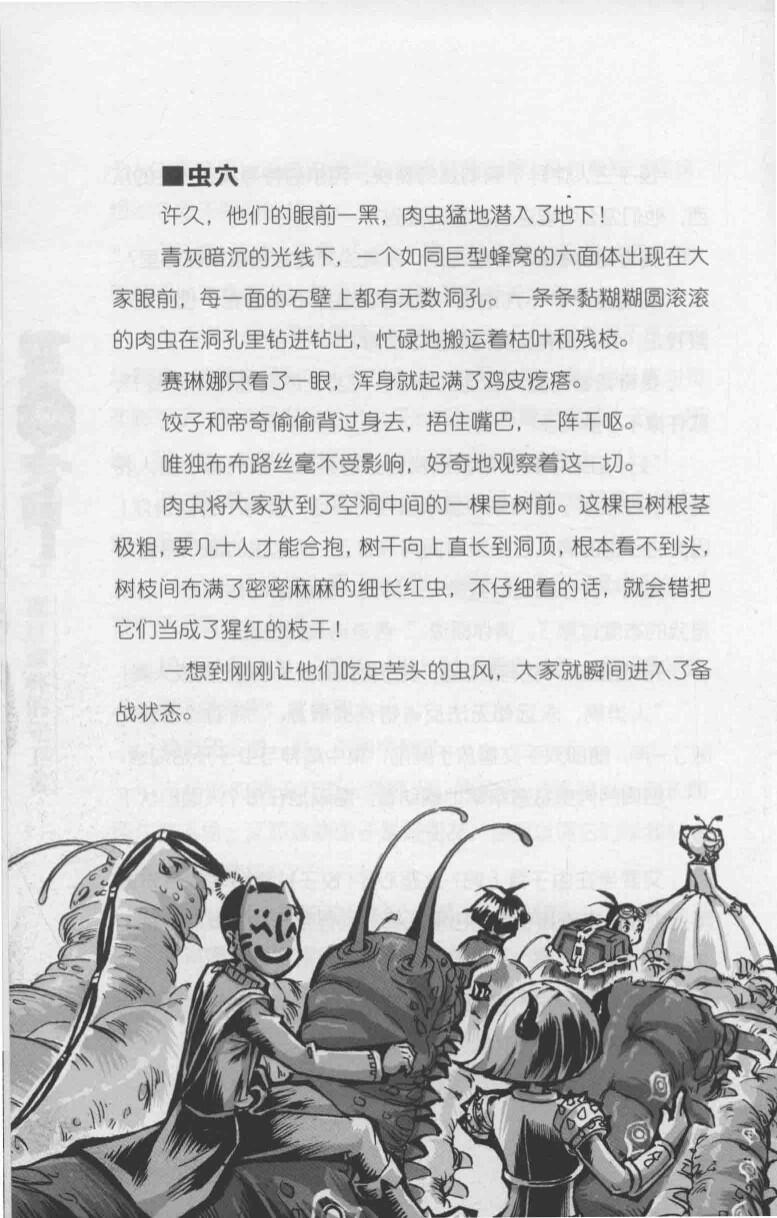 ■虫穴
许久，他们的眼前一黑，肉虫猛地潜入了地下！
青灰暗沉的光线下，一个如同巨型蜂窝的六面体出现在大
家眼前，每一面的石壁上都有无数洞孔。一条条黏糊糊圆滚滚
的肉虫在洞孔里钻进钻出，忙碌地搬运着枯叶和残枝。
赛琳娜只看了一眼，浑身就起满了鸡皮疙瘩。
饺子和帝奇偷偷背过身去，捂住嘴巴，一阵干呕。
唯独布布路丝毫不受影响，好奇地观察着这一切。
肉虫将大家驮到了空洞中间的一棵巨树前。这棵巨树根茎
极粗，要几十人才能合抱，树干向上直长到洞顶，根本看不到头，
树枝间布满了密密麻麻的细长红虫，不仔细看的话，就会错把
它们当成了猩红的枝干！
一想到刚刚让他们吃足苦头的虫风，大家就瞬间进入了备
战状态。